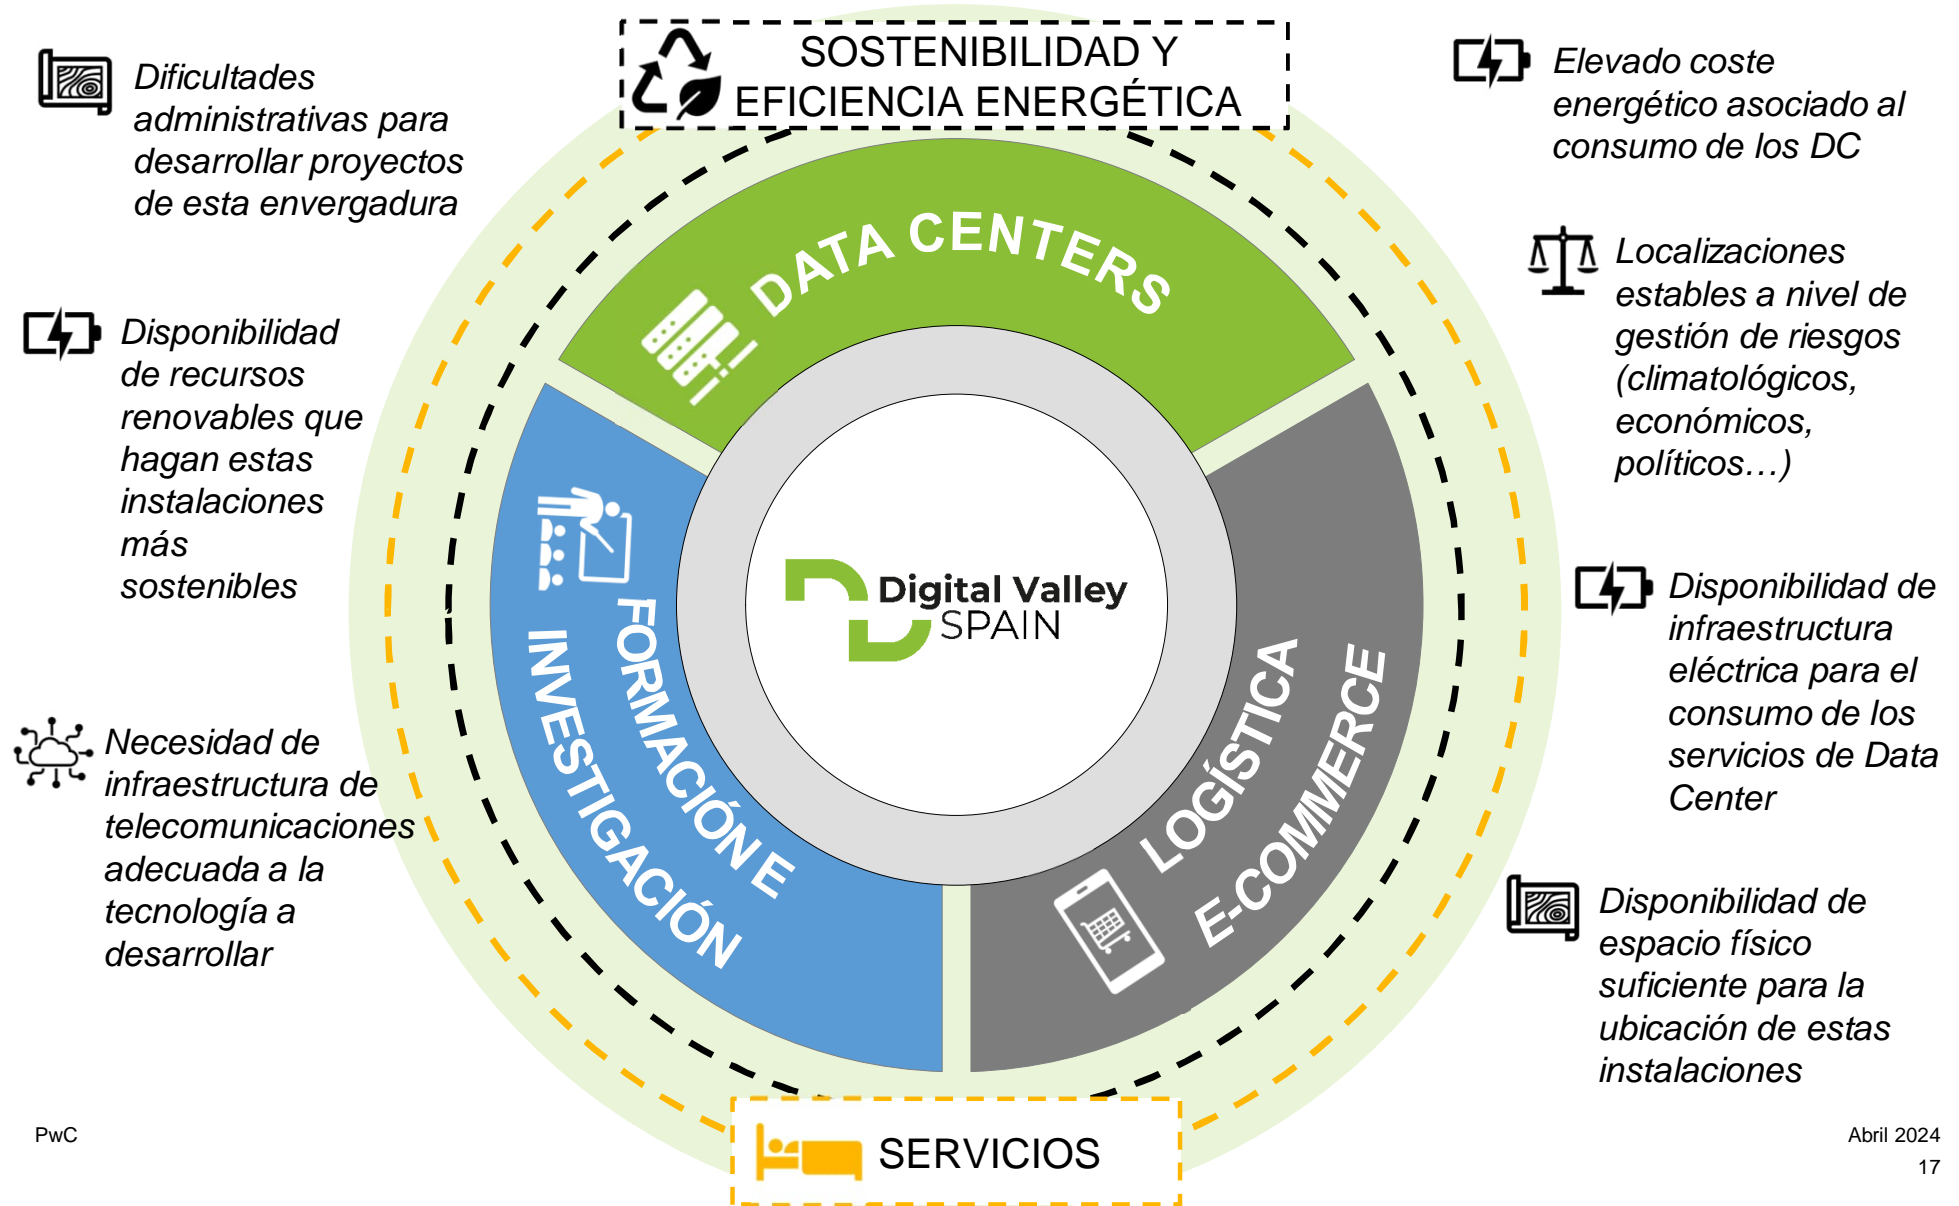 SOSTENIBILIDAD Y
EFICIENCIA ENERGÉTICA
Dificultades
administrativas para
desarrollar proyectos
de esta envergadura
Disponibilidad
de recursos
renovables que
hagan estas
instalaciones
más
sostenibles
Necesidad de
infraestructura de
telecomunicaciones
adecuada a la
tecnología a
desarrollar
DATA CENTERS
FORMACIÓN E
INVESTIGACIÓN
LOGÍSTICA
E-COMMERCE
Digital Valley
SPAIN
Elevado coste
energético asociado al
consumo de los DC
Localizaciones
estables a nivel de
gestión de riesgos
(climatológicos,
económicos,
políticos…)
Disponibilidad de
infraestructura
eléctrica para el
consumo de los
servicios de Data
Center
Disponibilidad de
espacio físico
suficiente para la
ubicación de estas
instalaciones
SERVICIOS
PwC
Abril 2024
17